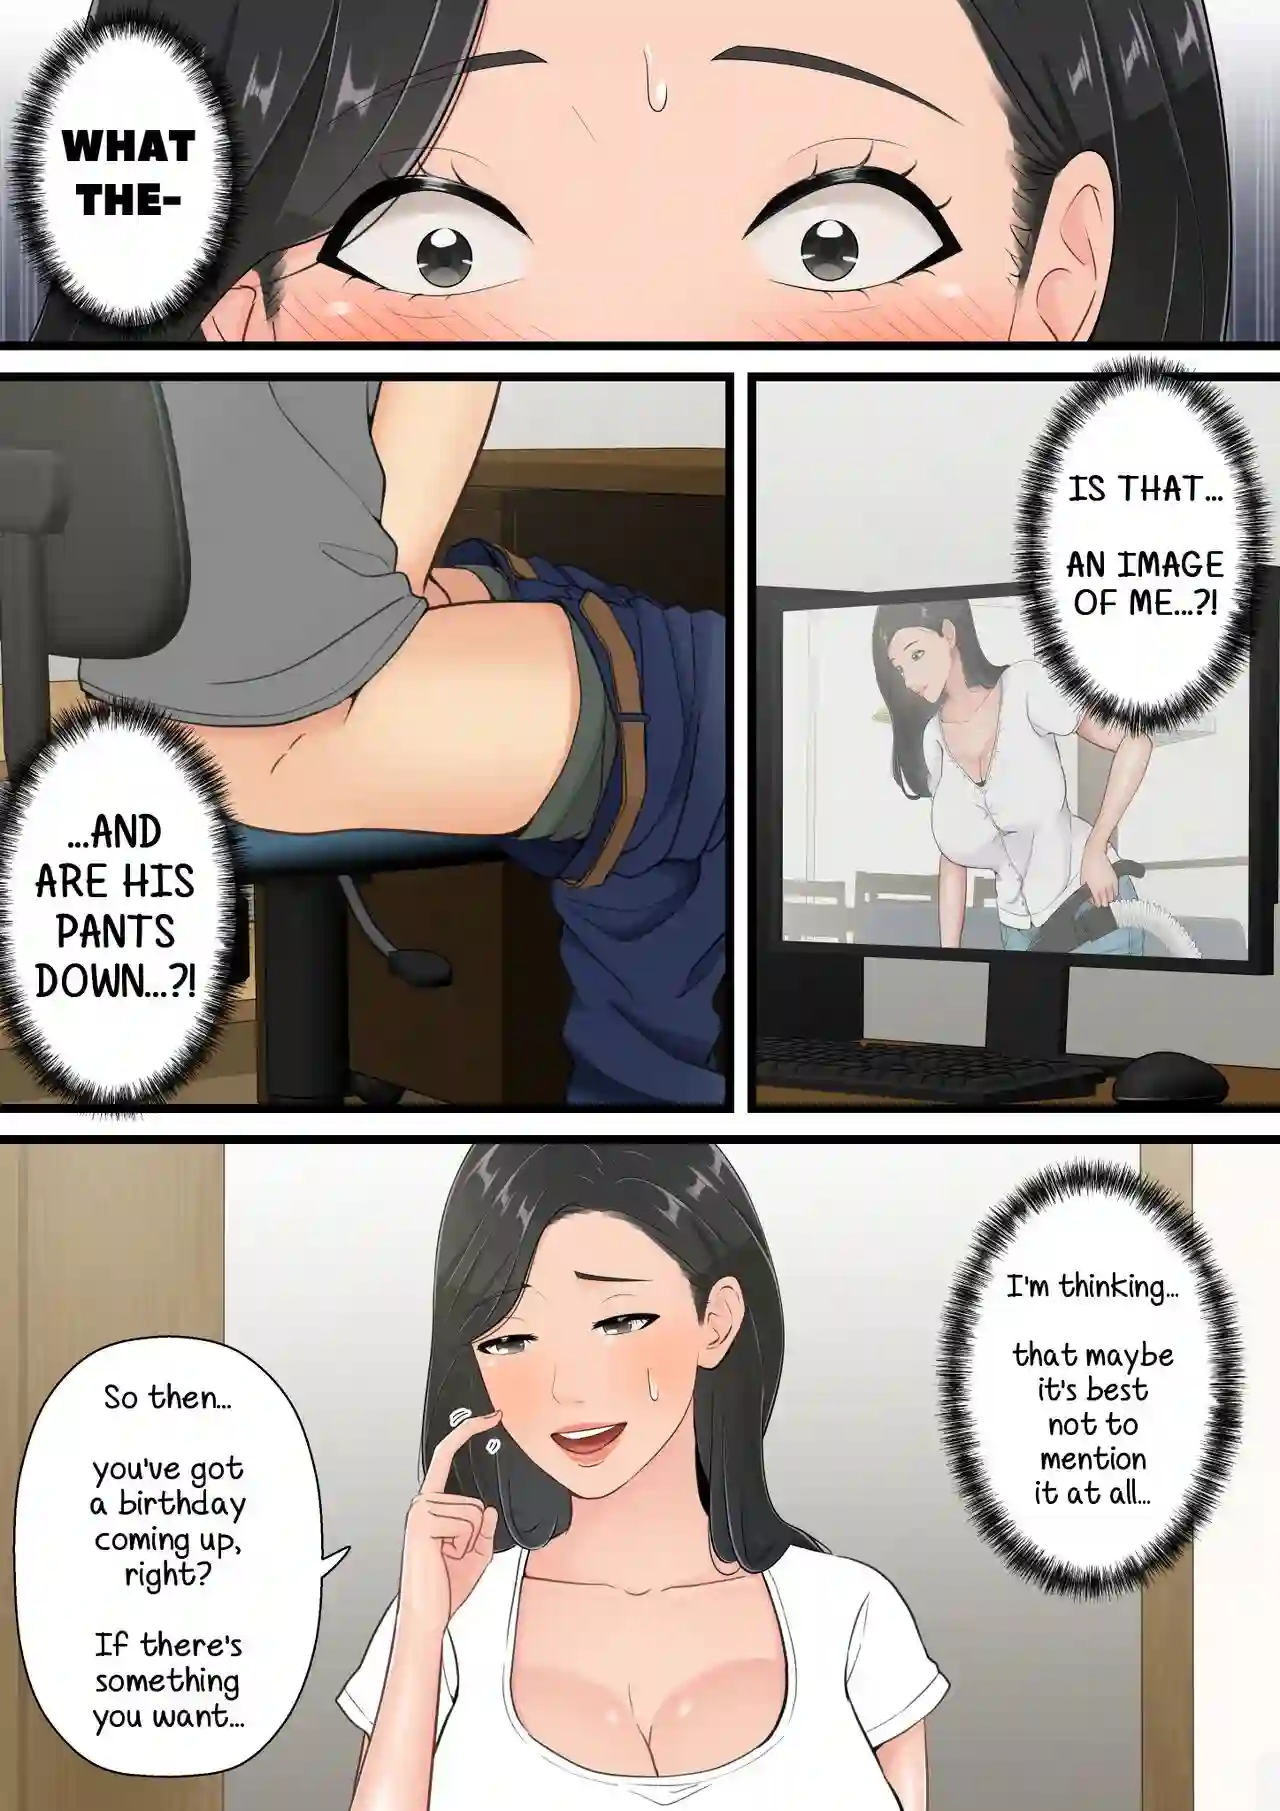 WHAT
THE-
IS THAT...
AN IMAGE
OF ME...?!
...AND
ARE HIS
PANTS
DOWN...?!
I'm thinking...
that maybe
it's best
not to
mention
it at all...
So then...
you've got
a birthday
coming up,
right?
If there's
something
you want...